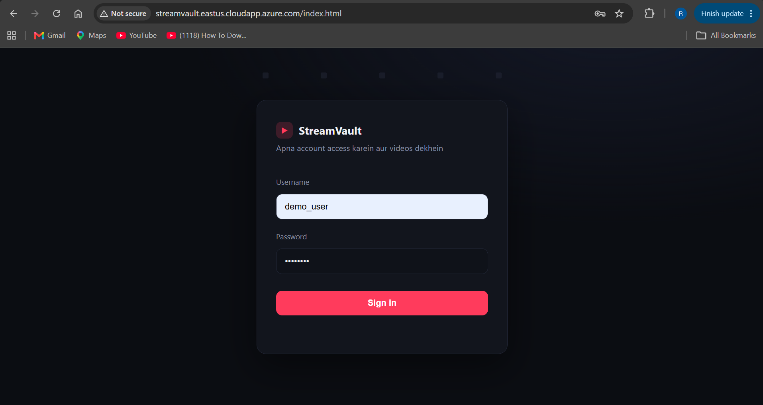 Not secure streamvault.eastus.cloudapp.azure.com/index.html R Finish update
Gmail Maps YouTube (1118) How To Dow... All Bookmarks
StreamVault
Apna account access karein aur videos dekhein
Username
demo_user
Password
••••••••
Sign in